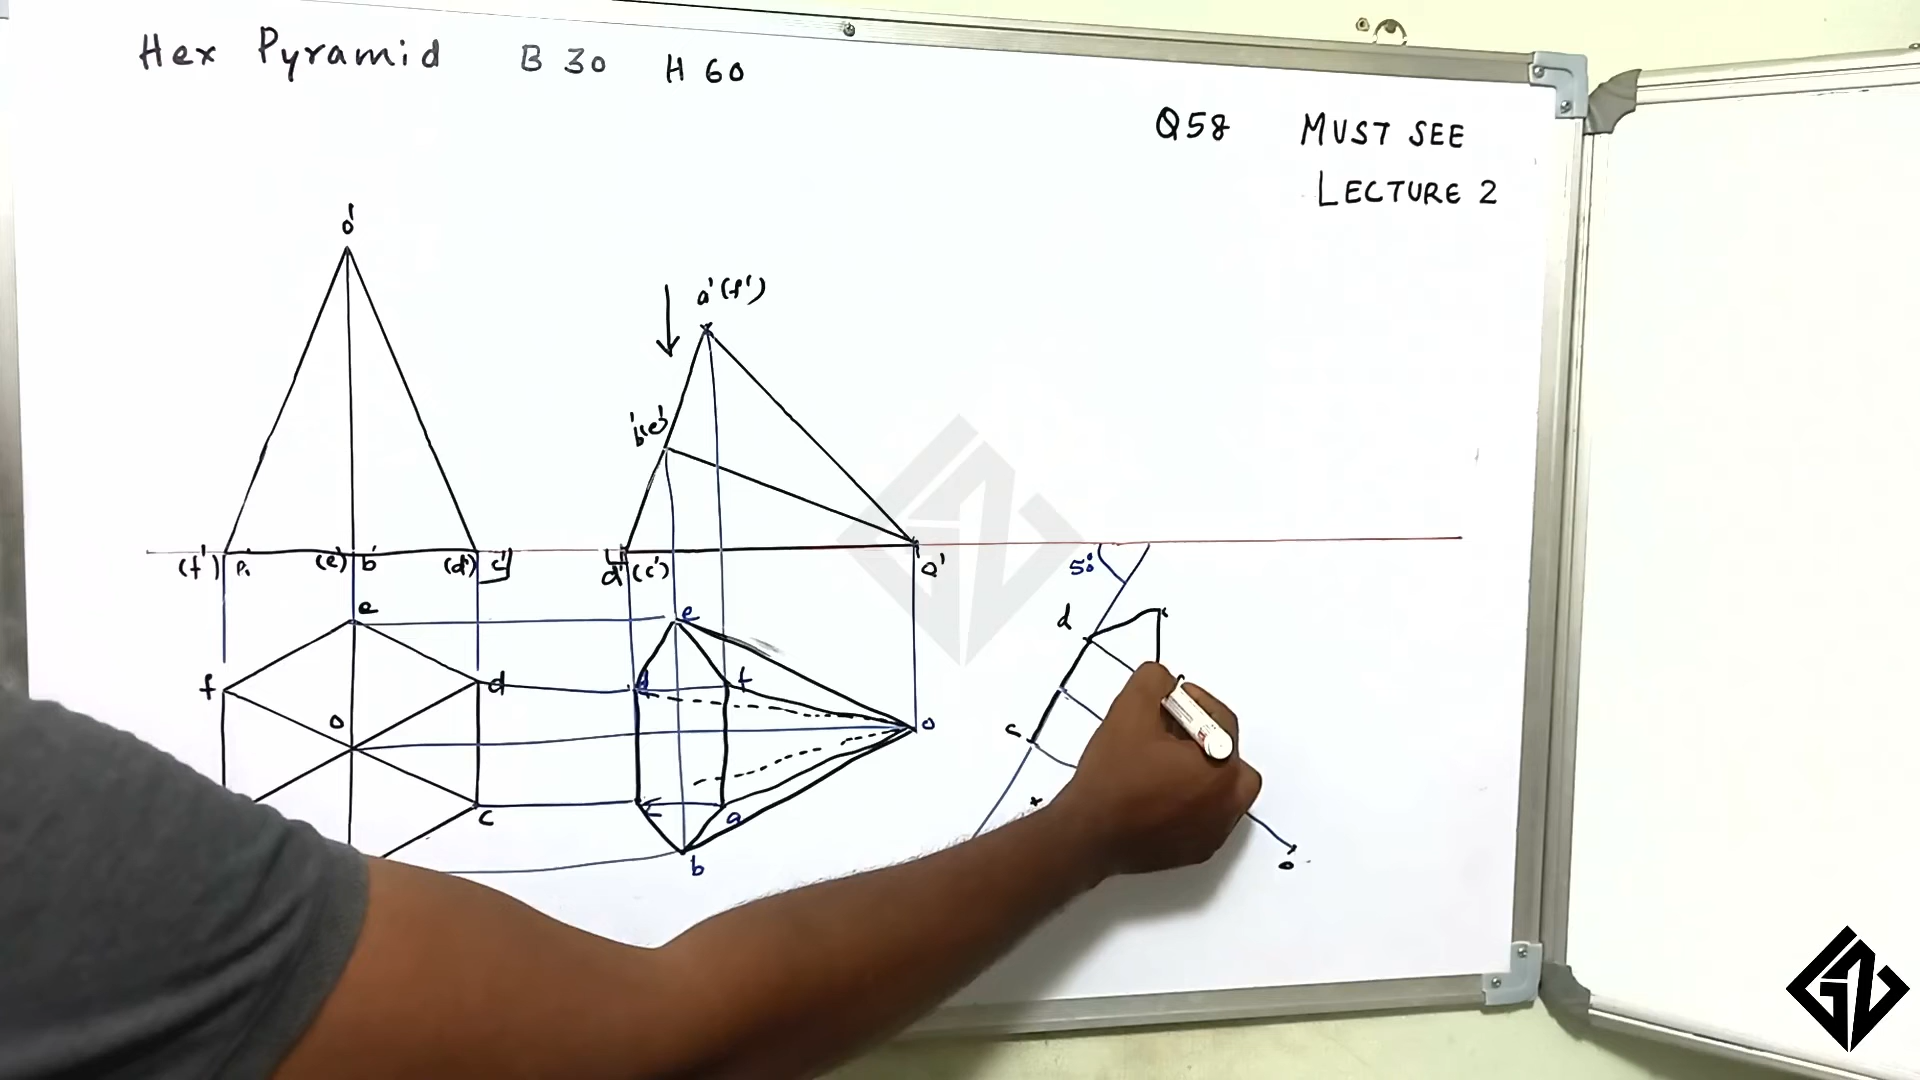 Hex Pyramid B 30 H 60
Q58 MUST SEE
LECTURE 2
o'
a'(f')
b'(e')
(f') (e') b' (d') c'
d'(c') o'
50°
e e
d
f d f
o o
c
c c a
b
o